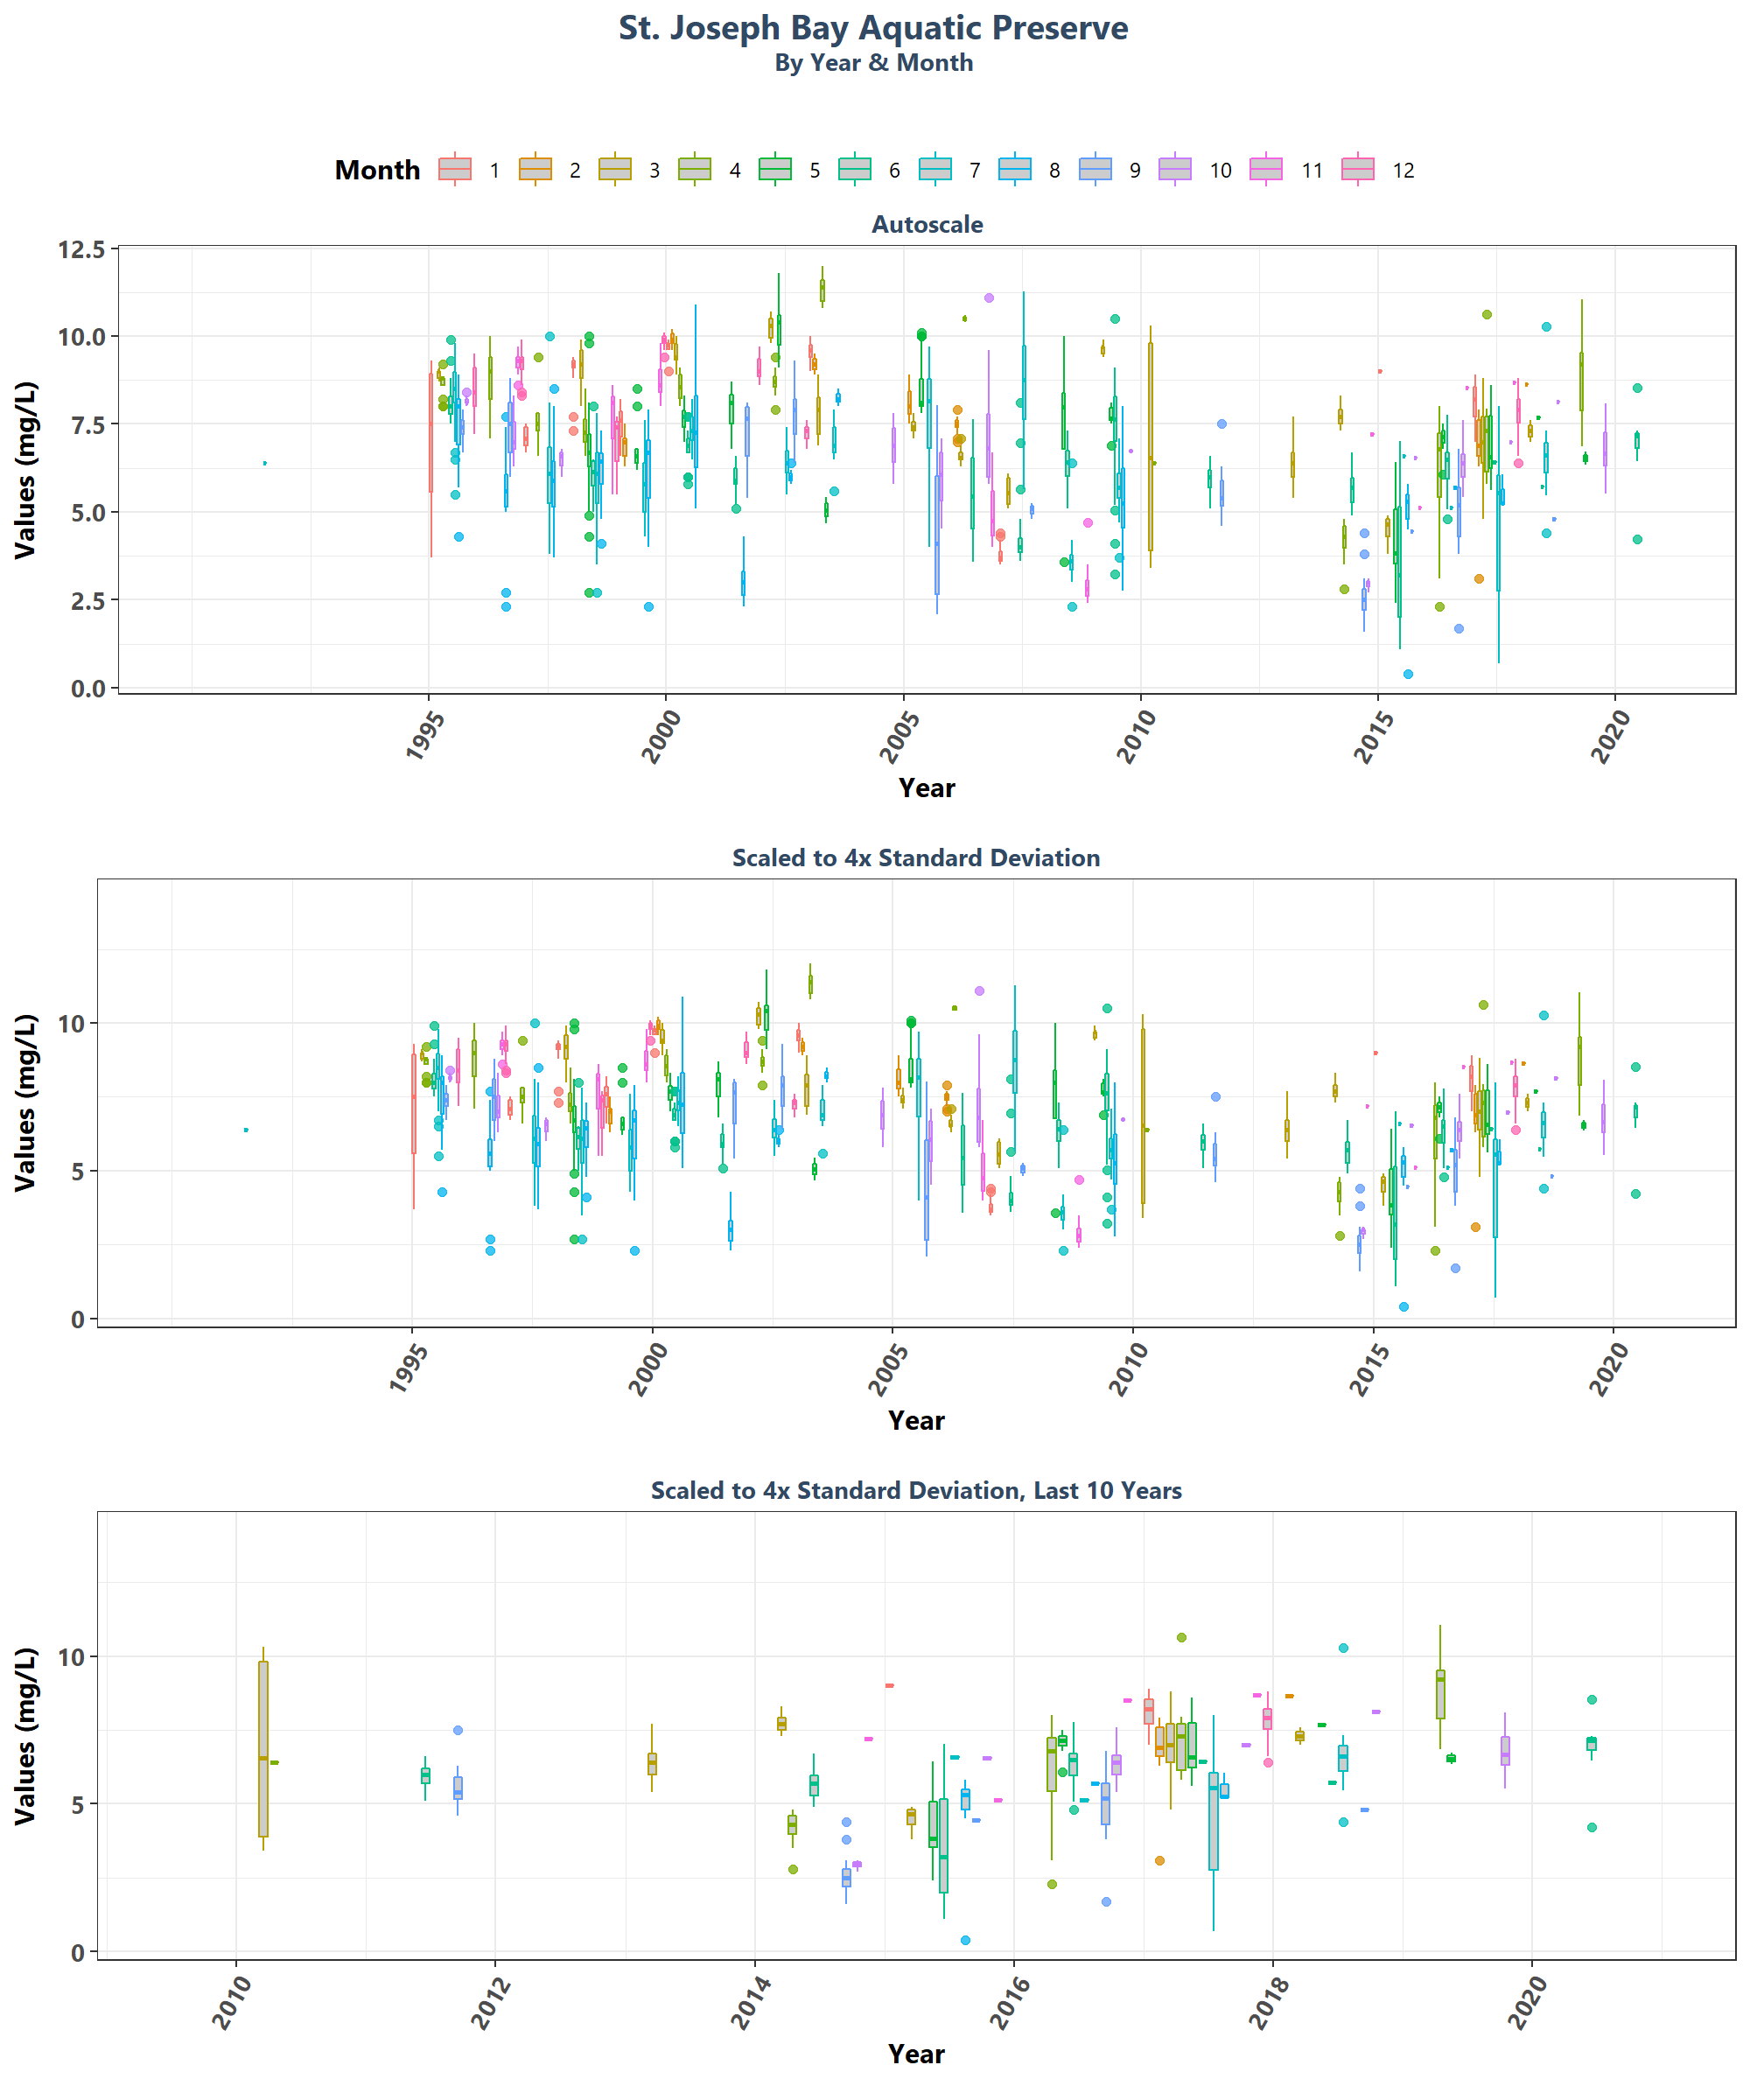 St. Joseph Bay Aquatic Preserve
By Year & Month
Month 1 2 3 4 5 6 7 8 9 10 11 12
Autoscale
Values (mg/L)
12.5
10.0
7.5
5.0
2.5
0.0
1995 2000 2005 2010 2015 2020
Year
Scaled to 4x Standard Deviation
Values (mg/L)
10
5
0
1995 2000 2005 2010 2015 2020
Year
Scaled to 4x Standard Deviation, Last 10 Years
Values (mg/L)
10
5
0
2010 2012 2014 2016 2018 2020
Year